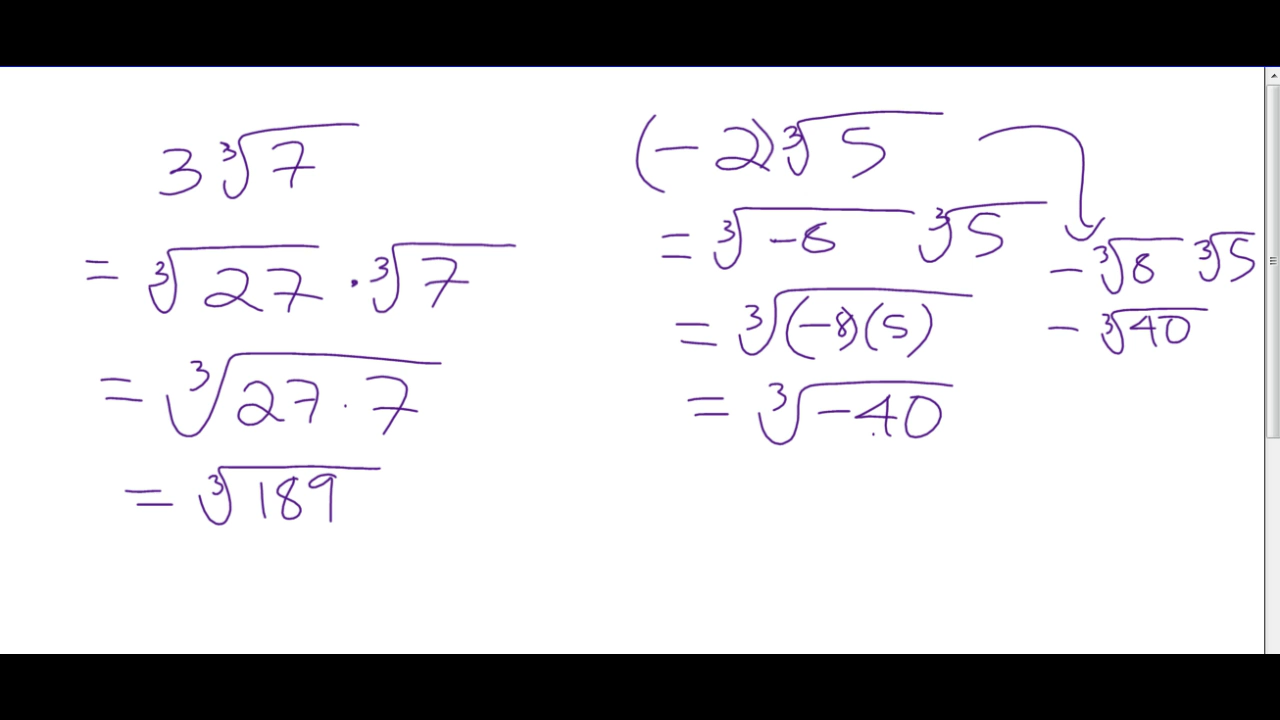 3∛7
= ∛27 · ∛7
= ∛27 · 7
= ∛189
(-2)∛5
= ∛-8 ∛5
= ∛(-8)(5)
= ∛-40
-∛8 ∛5
-∛40